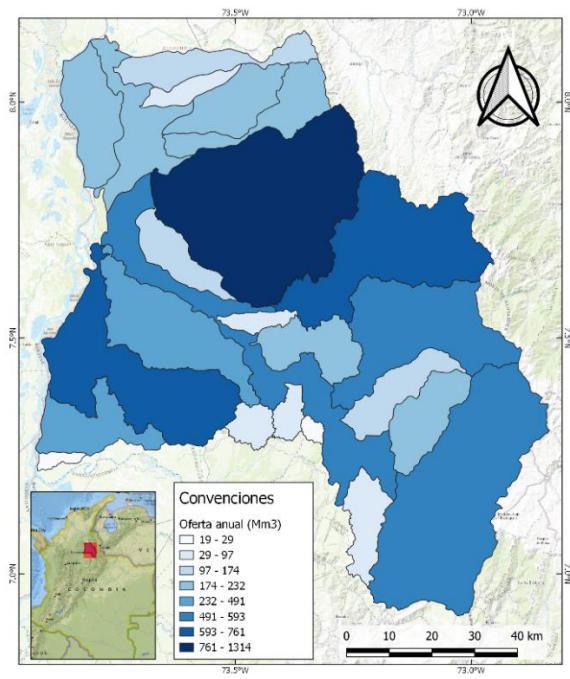 73.5°W 73.0°W
8.0°N 8.0°N
7.5°N 7.5°N
7.0°N 7.0°N
Convenciones
Oferta anual (Mm3)
19 - 29
29 - 97
97 - 174
174 - 232
232 - 491
491 - 593
593 - 761
761 - 1314
COLOMBIA
0 10 20 30 40 km
73.5°W 73.0°W